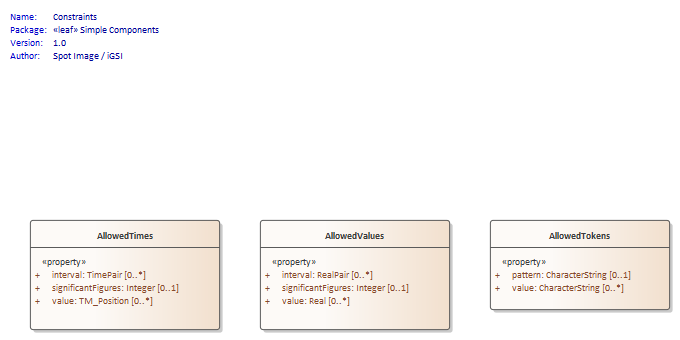 Name: Constraints
Package: «leaf» Simple Components
Version: 1.0
Author: Spot Image / iGSI
AllowedTimes
«property»
+ interval: TimePair [0..*]
+ significantFigures: Integer [0..1]
+ value: TM_Position [0..*]
AllowedValues
«property»
+ interval: RealPair [0..*]
+ significantFigures: Integer [0..1]
+ value: Real [0..*]
AllowedTokens
«property»
+ pattern: CharacterString [0..1]
+ value: CharacterString [0..*]